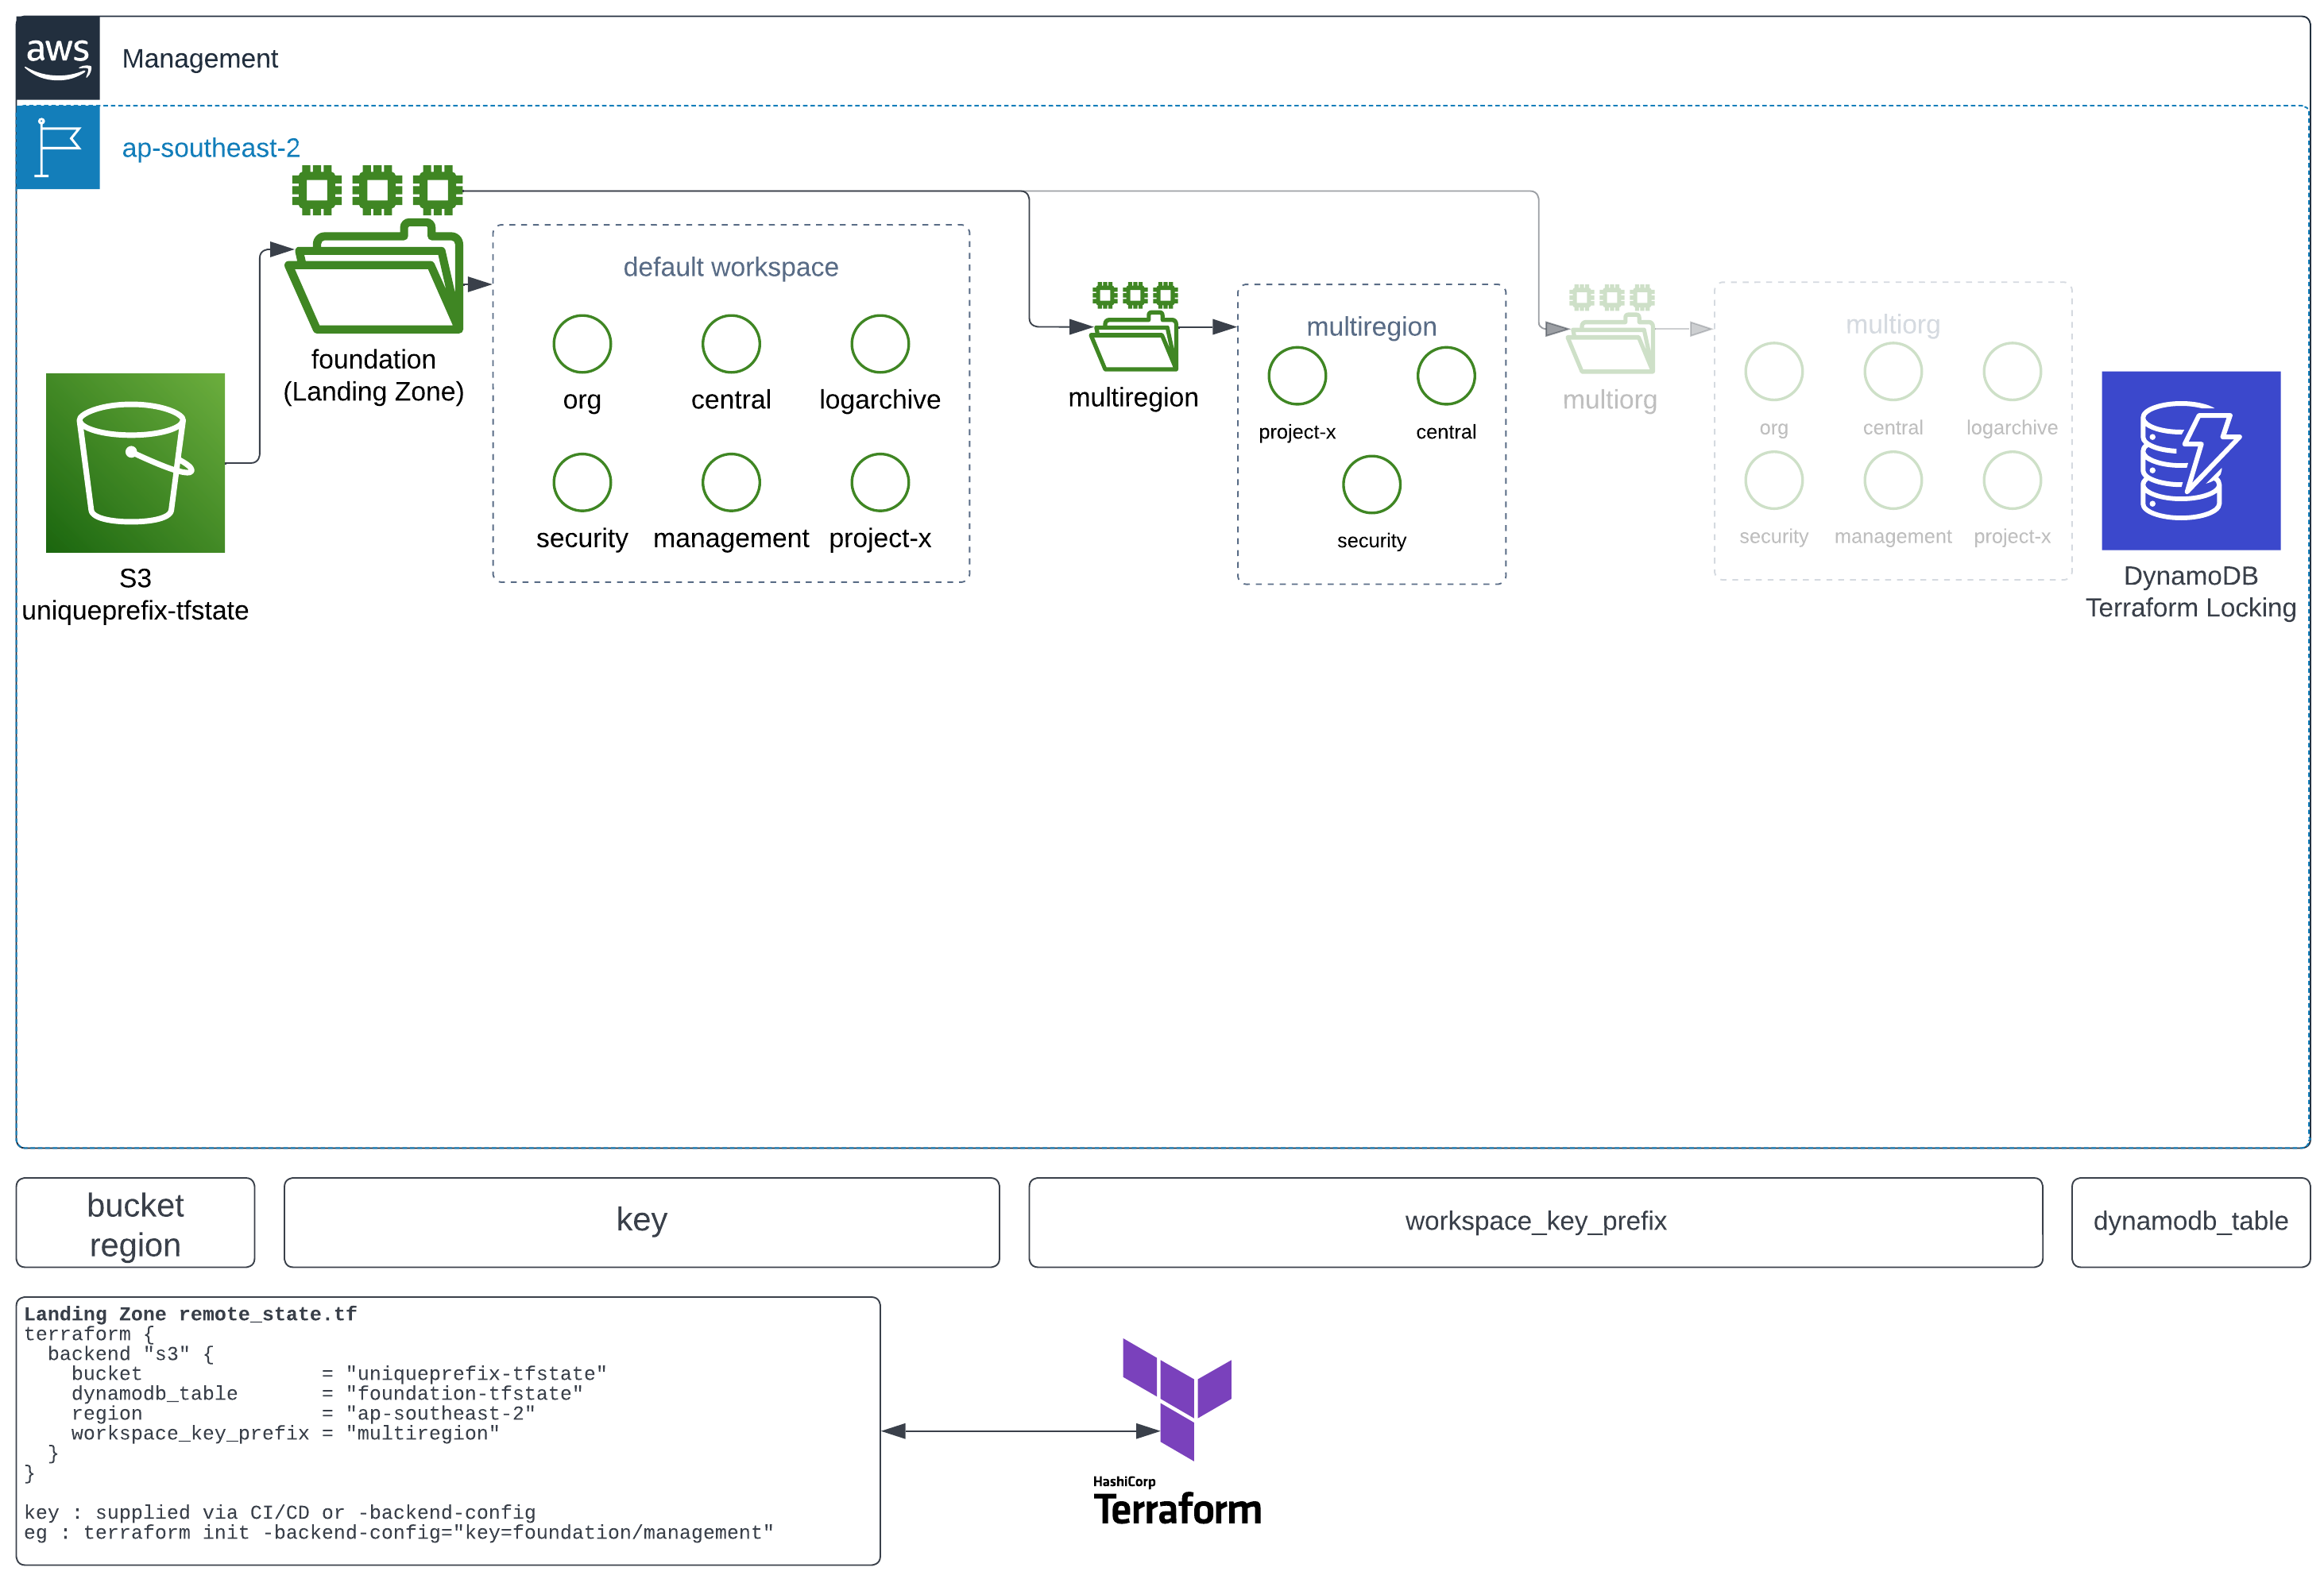 aws
Management
ap-southeast-2
default workspace
foundation
(Landing Zone)
org
central
logarchive
security
management
project-x
multiregion
multiregion
project-x
central
security
multiorg
multiorg
org
central
logarchive
security
management
project-x
S3
uniqueprefix-tfstate
DynamoDB
Terraform Locking
bucket
region
key
workspace_key_prefix
dynamodb_table
Landing Zone remote_state.tf
terraform {
  backend "s3" {
    bucket               = "uniqueprefix-tfstate"
    dynamodb_table       = "foundation-tfstate"
    region               = "ap-southeast-2"
    workspace_key_prefix = "multiregion"
  }
}
key : supplied via CI/CD or -backend-config
eg : terraform init -backend-config="key=foundation/management"
HashiCorp
Terraform